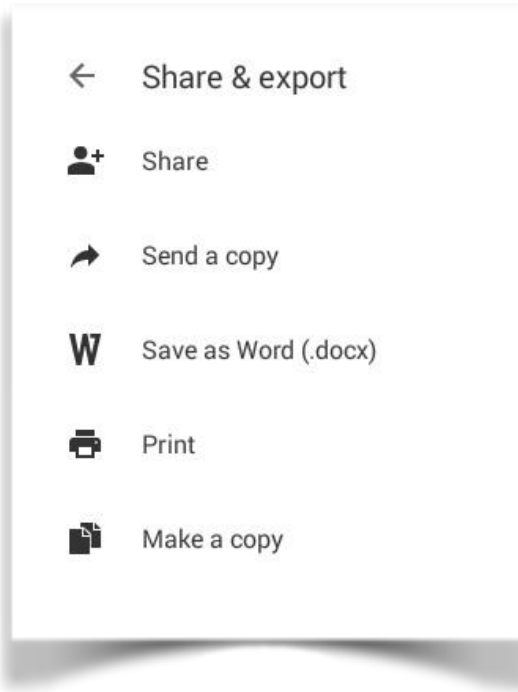 Share & export
Share
Send a copy
Save as Word (.docx)
Print
Make a copy